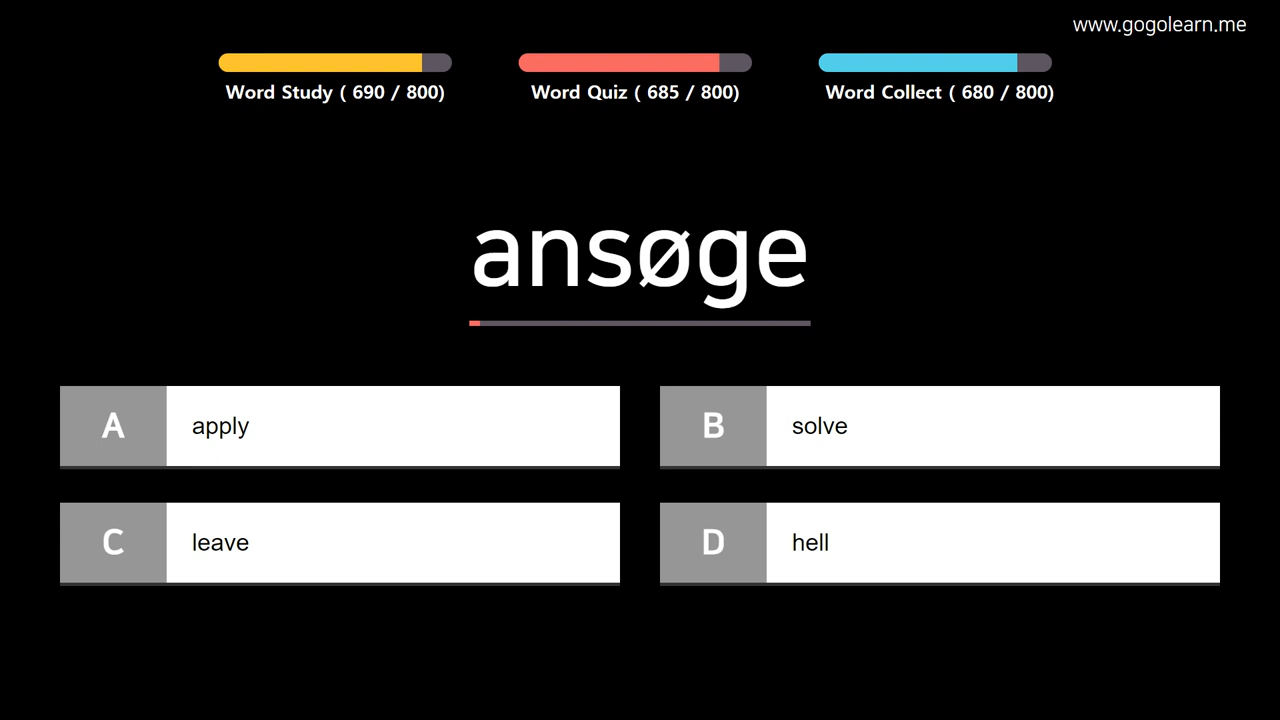 www.gogolearn.me
Word Study ( 690 / 800)
Word Quiz ( 685 / 800)
Word Collect ( 680 / 800)
ansøge
A apply
B solve
C leave
D hell